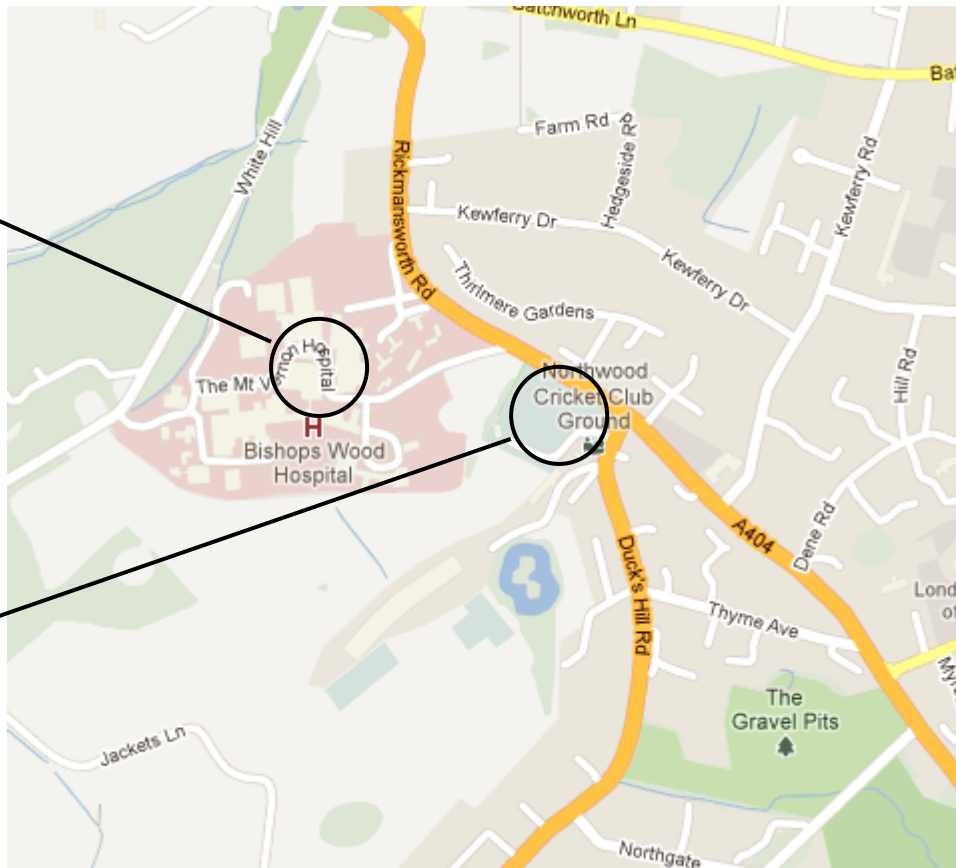 Batchworth Ln
Bat
White Hill
Farm Rd
Hedgeside Rd
Kewferry Rd
Rickmansworth Rd
Kewferry Dr
Kewferry Dr
Thirlmere Gardens
Hill Rd
The Mt Vernon Hospital
Northwood
Cricket Club
Ground
H
Bishops Wood
Hospital
A404
Dene Rd
Duck's Hill Rd
Lond
of
Thyme Ave
Myr
The
Gravel Pits
Jackets Ln
Northgate